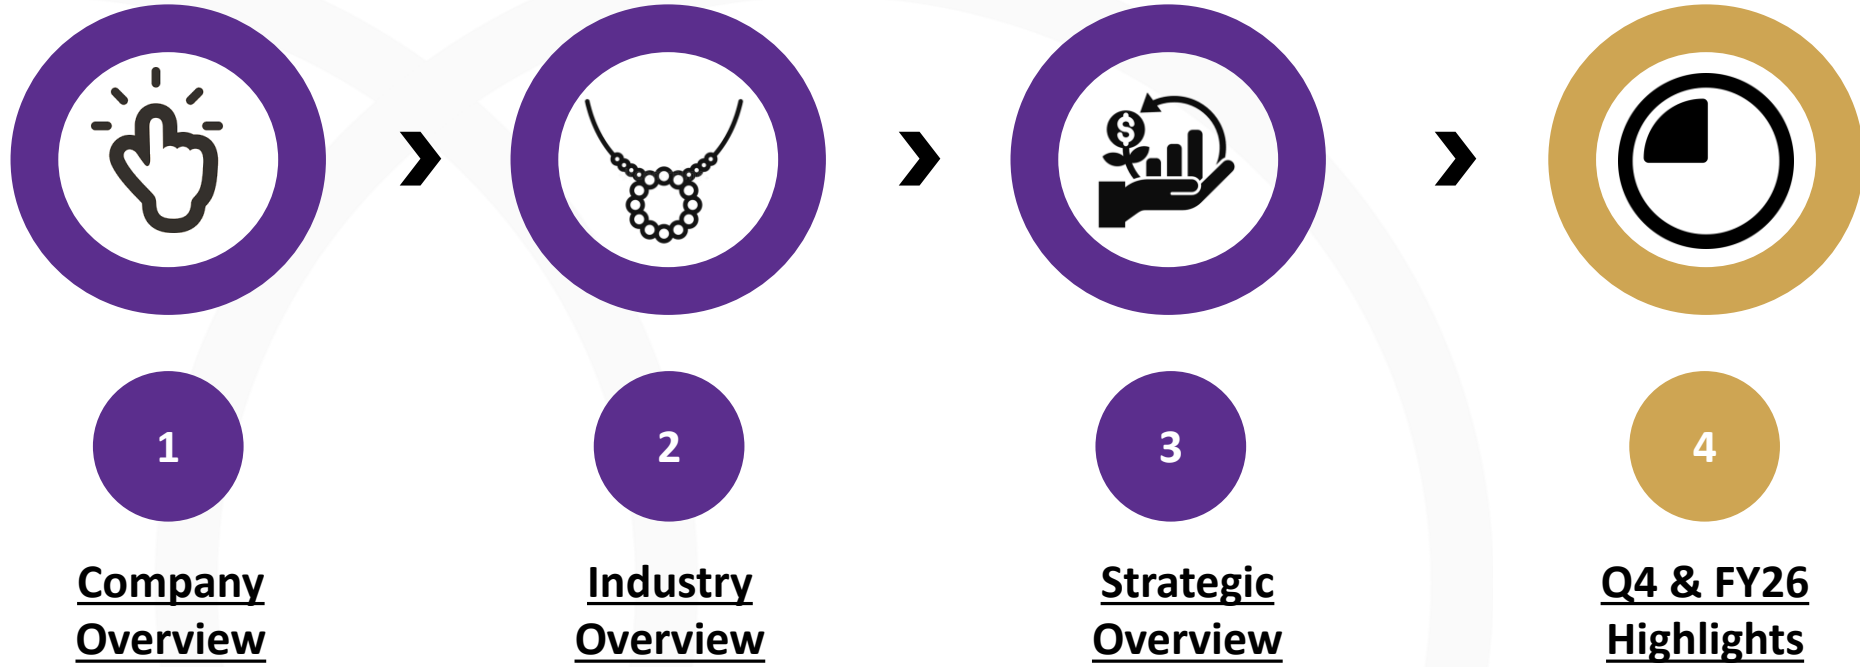 1
2
3
4
Company
Overview
Industry
Overview
Strategic
Overview
Q4 & FY26
Highlights